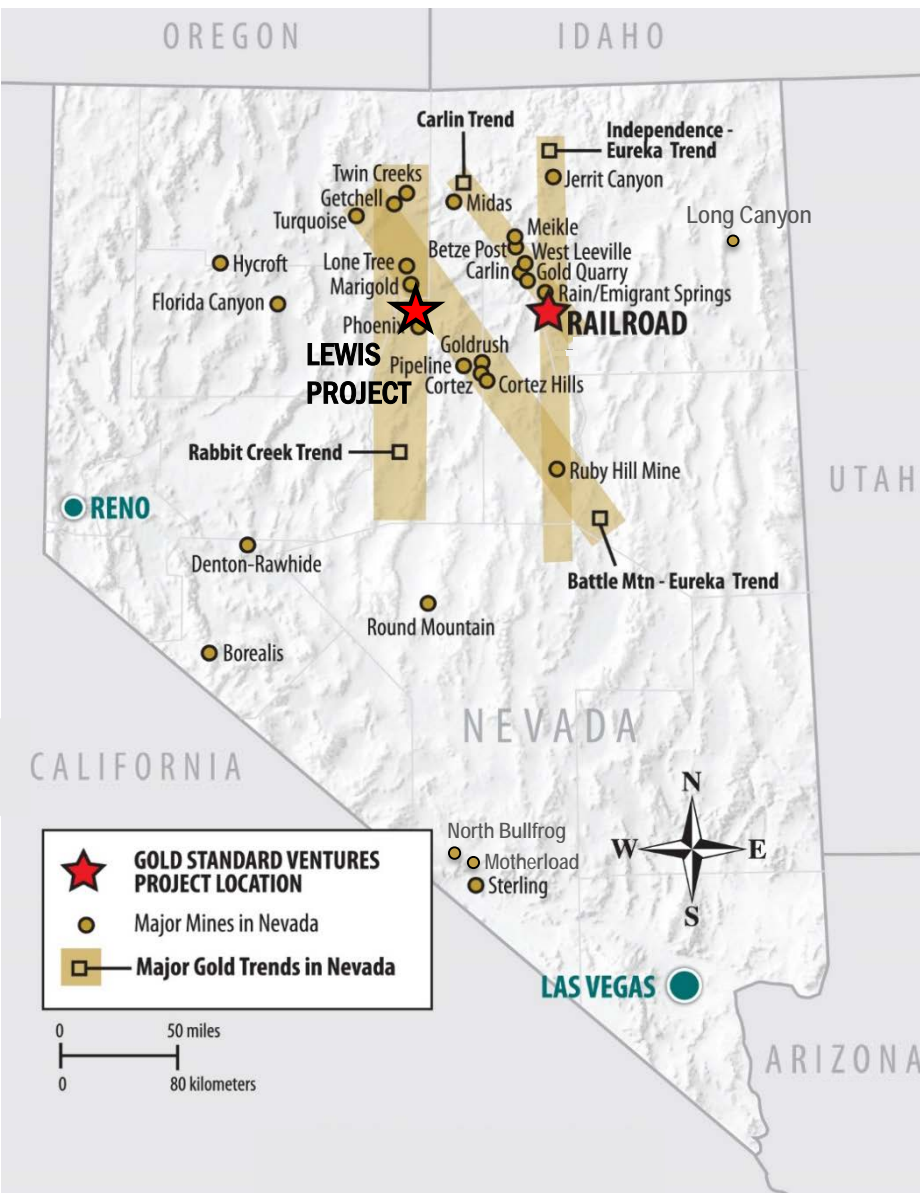 OREGON
IDAHO
Carlin Trend
Independence -
Eureka Trend
Twin Creeks
Getchell
Turquoise
Midas
Jerrit Canyon
Long Canyon
Meikle
Betze Post
West Leeville
Carlin
Gold Quarry
Rain/Emigrant Springs
Hycroft
Lone Tree
Marigold
Florida Canyon
Phoenix
RAILROAD
LEWIS
PROJECT
Goldrush
Pipeline
Cortez
Cortez Hills
Rabbit Creek Trend
Ruby Hill Mine
UTAH
RENO
Denton-Rawhide
Battle Mtn - Eureka Trend
Round Mountain
Borealis
NEVADA
CALIFORNIA
N
W
E
S
North Bullfrog
Motherload
Sterling
GOLD STANDARD VENTURES
PROJECT LOCATION
Major Mines in Nevada
Major Gold Trends in Nevada
LAS VEGAS
ARIZONA
0 50 miles
0 80 kilometers